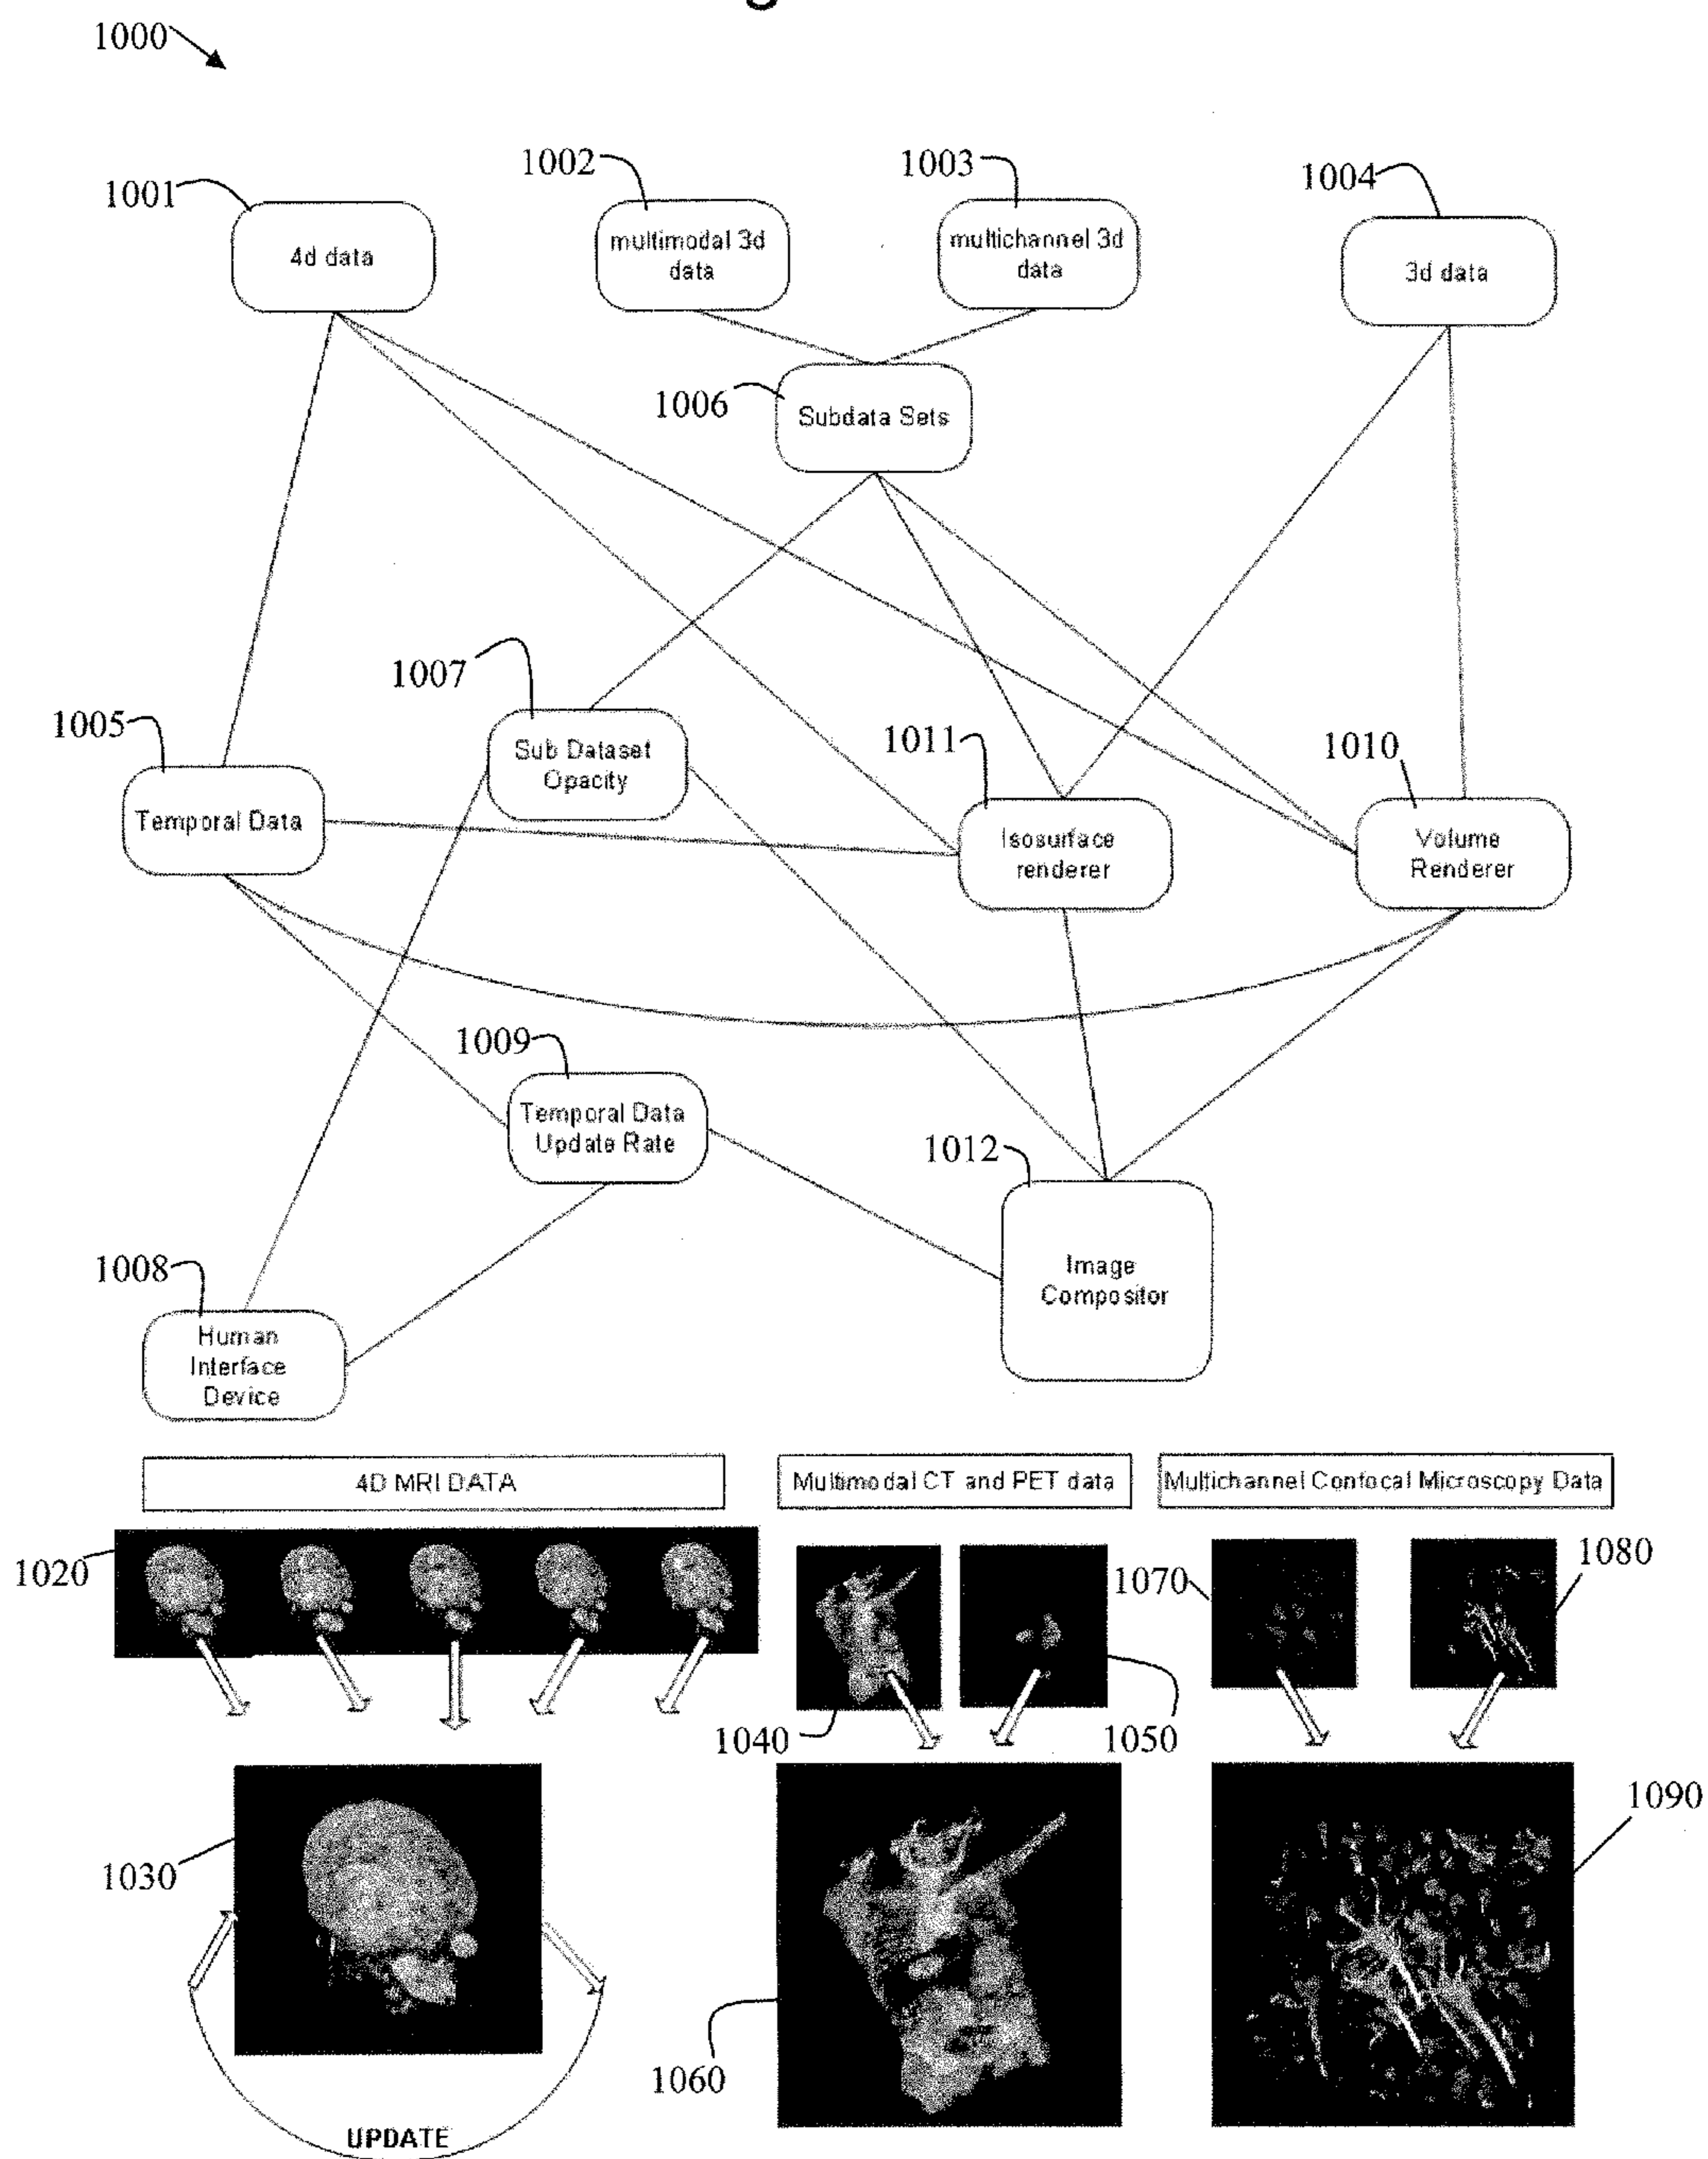 1000
1002
1003
1004
1001
4d data
multimodal 3d
data
multichannel 3d
data
3d data
1006
Subdata Sets
1007
1005
1011
1010
Sub Dataset
Opacity
Temporal Data
Isosurface
renderer
Volume
Renderer
1009
Temporal Data
Update Rate
1012
1008
Image
Compositor
Human
Interface
Device
4D MRI DATA
Multimodal CT and PET data
Multichannel Confocal Microscopy Data
1020
1070
1080
1040
1050
1030
1090
1060
UPDATE